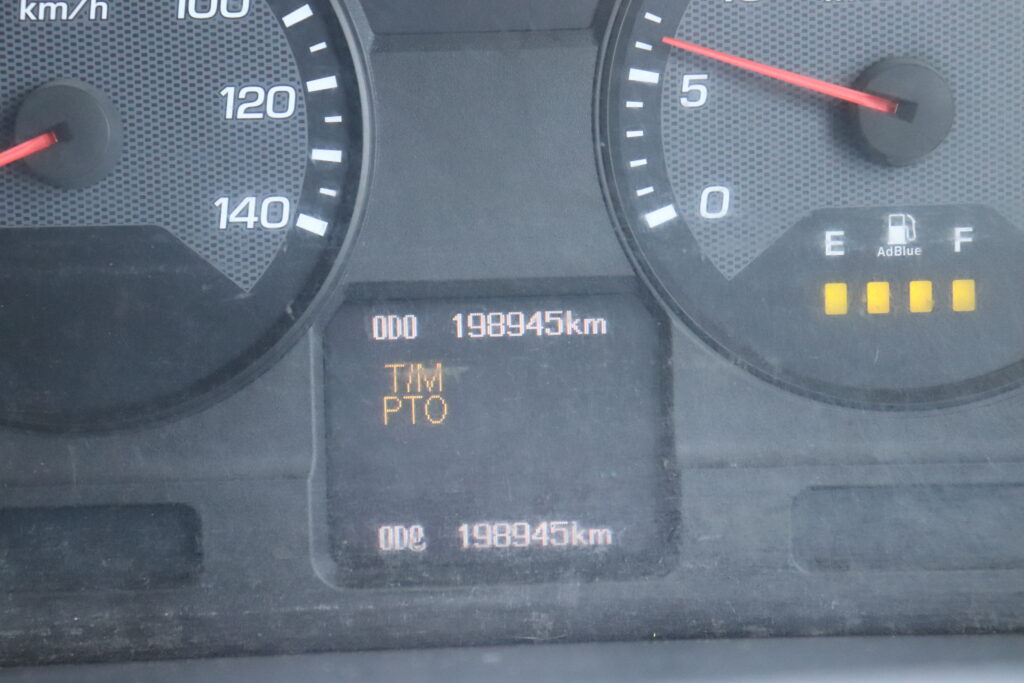 km/h
100
120
140
5
0
E
AdBlue
F
ODO 198945km
T/M
PTO
ODO 198945km